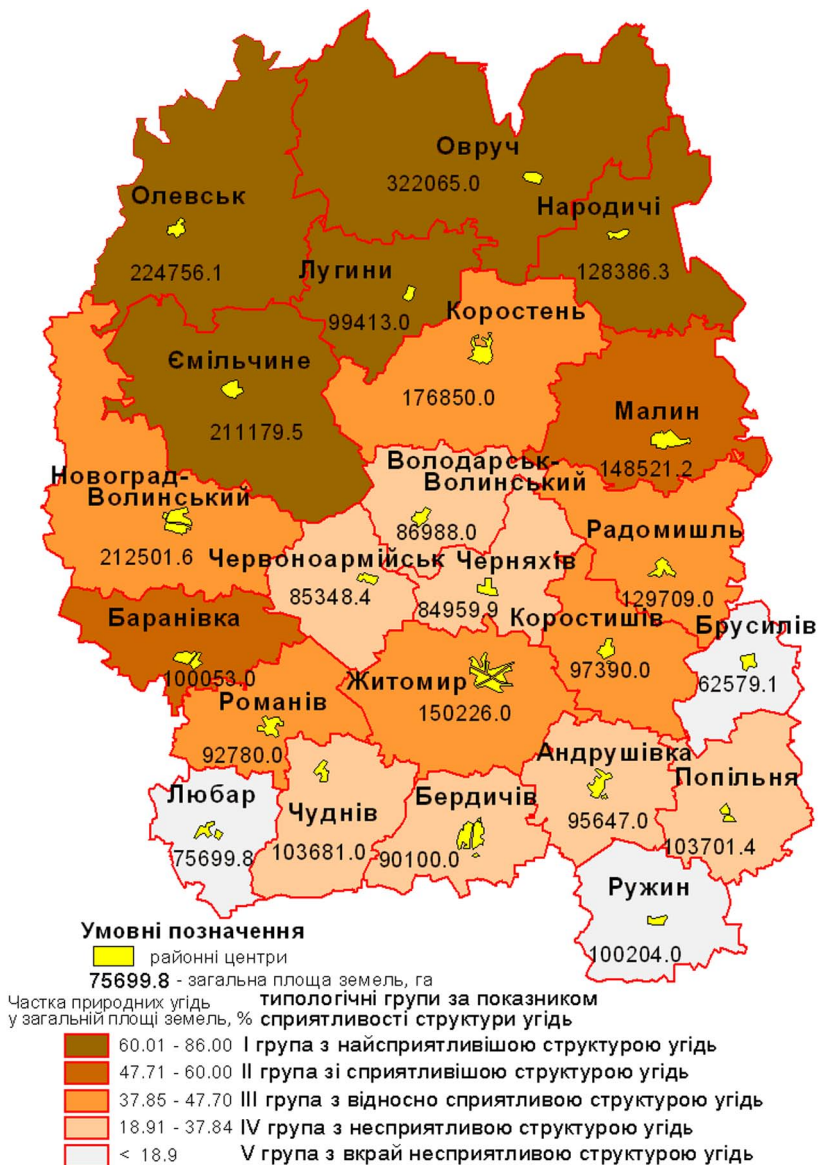 Овруч
322065.0
Олевськ
224756.1
Народичі
128386.3
Лугини
99413.0
Коростень
176850.0
Ємільчине
211179.5
Малин
148521.2
Новоград-
Волинський
212501.6
Володарськ-
Волинський
86988.0
Радомишль
129709.0
Червоноармійськ
85348.4
Черняхів
84959.9
Баранівка
100053.0
Коростишів
97390.0
Брусилів
62579.1
Житомир
150226.0
Романів
92780.0
Андрушівка
95647.0
Попільня
103701.4
Любар
75699.8
Чуднів
103681.0
Бердичів
90100.0
Ружин
100204.0
Умовні позначення
районні центри
75699.8 - загальна площа земель, га
Частка природних угідь
у загальній площі земель, %
типологічні групи за показником
сприятливості структури угідь
60.01 - 86.00 І група з найсприятливішою структурою угідь
47.71 - 60.00 ІІ група зі сприятливішою структурою угідь
37.85 - 47.70 ІІІ група з відносно сприятливою структурою угідь
18.91 - 37.84 IV група з несприятливою структурою угідь
< 18.9 V група з вкрай несприятливою структурою угідь